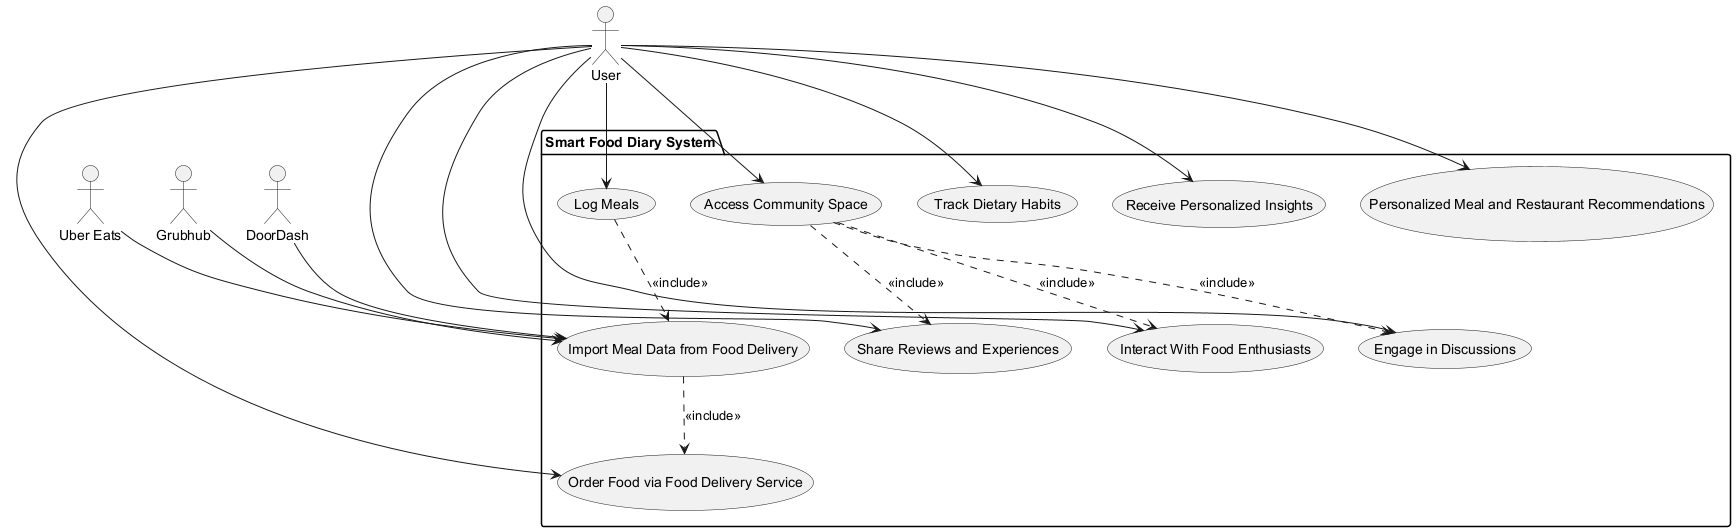 User
Smart Food Diary System
Uber Eats
Grubhub
DoorDash
Log Meals
Access Community Space
Track Dietary Habits
Receive Personalized Insights
Personalized Meal and Restaurant Recommendations
«include»
«include»
«include»
«include»
Import Meal Data from Food Delivery
Share Reviews and Experiences
Interact With Food Enthusiasts
Engage in Discussions
«include»
Order Food via Food Delivery Service